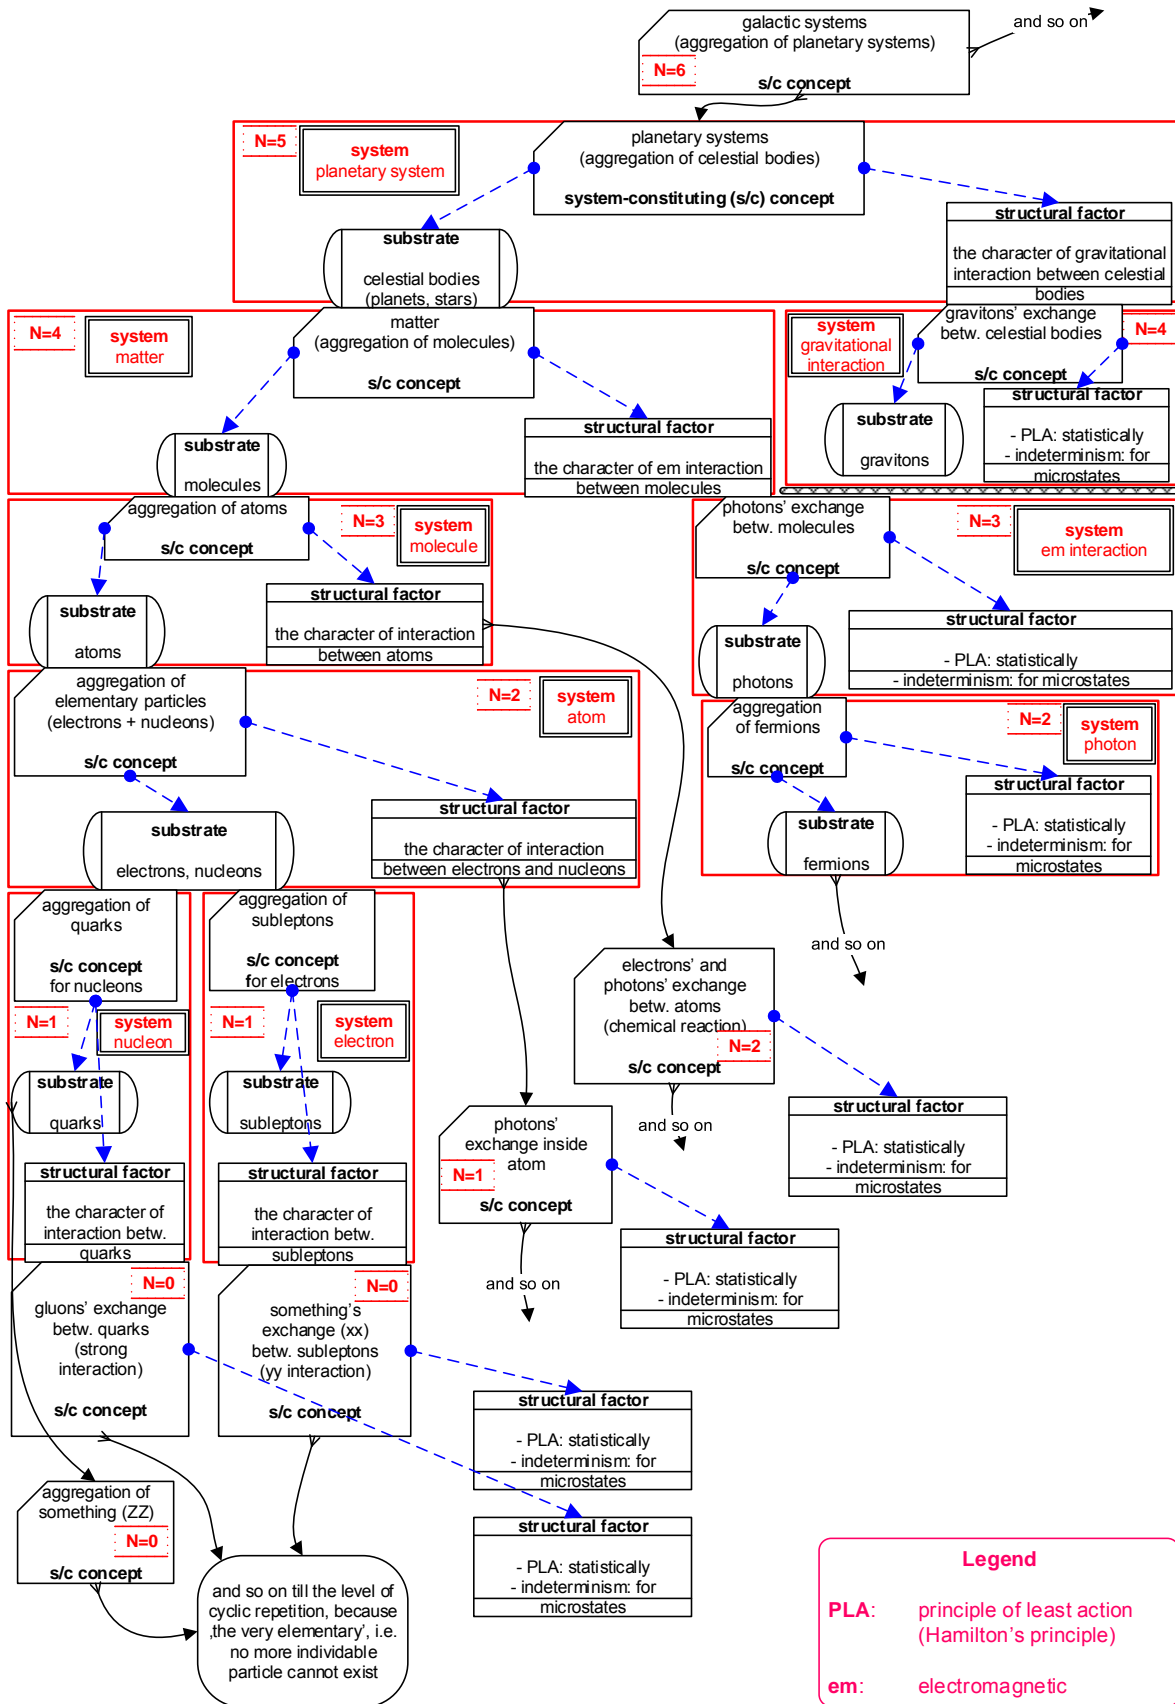 galactic systems
(aggregation of planetary systems)
N=6
s/c concept
and so on
N=5
system
planetary system
planetary systems
(aggregation of celestial bodies)
system-constituting (s/c) concept
substrate
celestial bodies
(planets, stars)
structural factor
the character of gravitational
interaction between celestial
bodies
N=4
system
matter
matter
(aggregation of molecules)
s/c concept
substrate
molecules
structural factor
the character of em interaction
between molecules
system
gravitational
interaction
gravitons' exchange
betw. celestial bodies
s/c concept
N=4
substrate
gravitons
structural factor
- PLA: statistically
- indeterminism: for
microstates
aggregation of atoms
s/c concept
N=3
system
molecule
substrate
atoms
structural factor
the character of interaction
between atoms
photons' exchange
betw. molecules
s/c concept
N=3
system
em interaction
substrate
photons
structural factor
- PLA: statistically
- indeterminism: for microstates
aggregation of
elementary particles
(electrons + nucleons)
s/c concept
N=2
system
atom
substrate
electrons, nucleons
structural factor
the character of interaction
between electrons and nucleons
aggregation
of fermions
s/c concept
N=2
system
photon
substrate
fermions
structural factor
- PLA: statistically
- indeterminism: for
microstates
and so on
aggregation of
quarks
s/c concept
for nucleons
N=1
system
nucleon
substrate
quarks
structural factor
the character of
interaction betw.
quarks
aggregation of
subleptons
s/c concept
for electrons
N=1
system
electron
substrate
subleptons
structural factor
the character of
interaction betw.
subleptons
electrons' and
photons' exchange
betw. atoms
(chemical reaction)
N=2
s/c concept
and so on
structural factor
- PLA: statistically
- indeterminism: for
microstates
photons'
exchange inside
atom
N=1
s/c concept
and so on
structural factor
- PLA: statistically
- indeterminism: for
microstates
N=0
gluons' exchange
betw. quarks
(strong
interaction)
s/c concept
N=0
something's
exchange (xx)
betw. subleptons
(yy interaction)
s/c concept
structural factor
- PLA: statistically
- indeterminism: for
microstates
structural factor
- PLA: statistically
- indeterminism: for
microstates
aggregation of
something (ZZ)
N=0
s/c concept
and so on till the level of
cyclic repetition, because
‚the very elementary', i.e.
no more individable
particle cannot exist
Legend
PLA: principle of least action
(Hamilton's principle)
em: electromagnetic